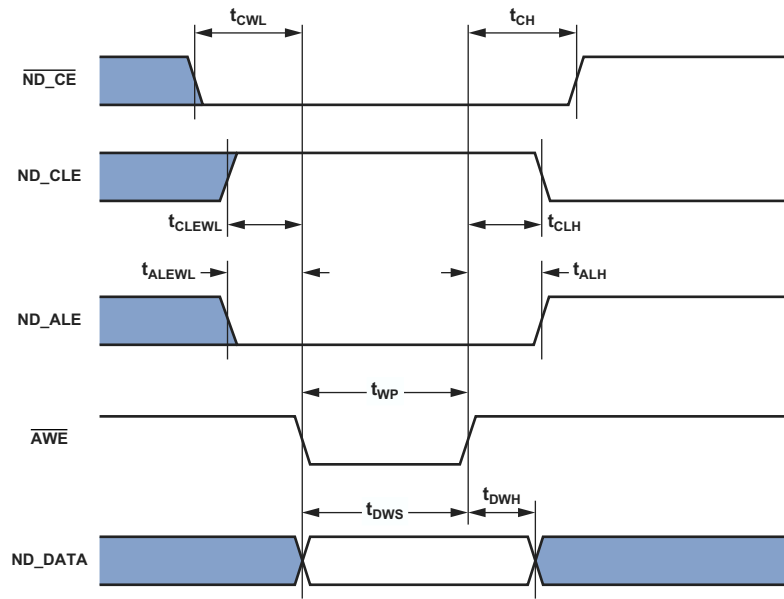 tCWL tCH
ND_CE
ND_CLE
tCLEWL tCLH
tALEWL tALH
ND_ALE
tWP
AWE
tDWS tDWH
ND_DATA